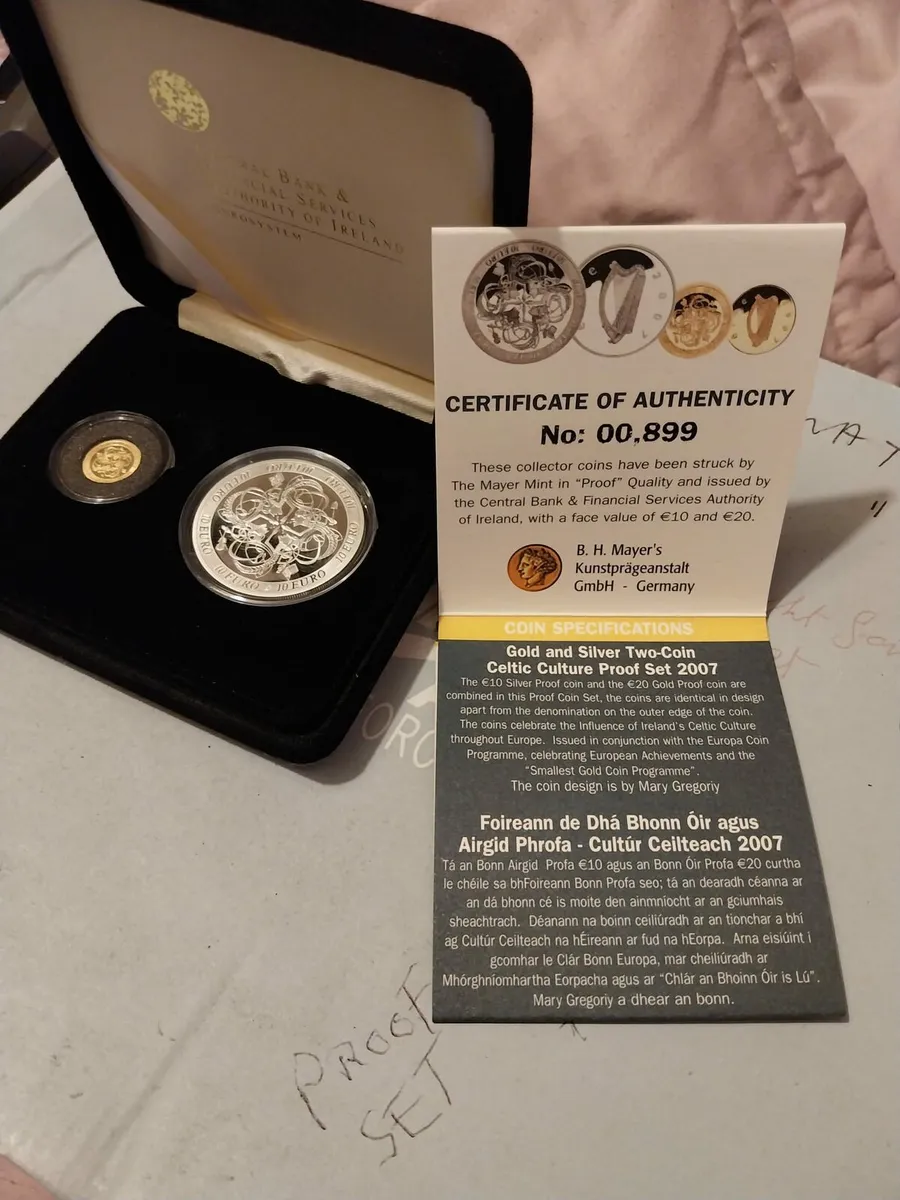 BANK &
SERVICES
OF IRELAND
EUROSYSTEM
10 EURO 10 EURO 10 EURO 10 EURO
CERTIFICATE OF AUTHENTICITY
No: 00,899
These collector coins have been struck by
The Mayer Mint in “Proof” Quality and issued by
the Central Bank & Financial Services Authority
of Ireland, with a face value of €10 and €20.
B. H. Mayer's
Kunstprägeanstalt
GmbH - Germany
COIN SPECIFICATIONS
Gold and Silver Two-Coin
Celtic Culture Proof Set 2007
The €10 Silver Proof coin and the €20 Gold Proof coin are
combined in this Proof Coin Set, the coins are identical in design
apart from the denomination on the outer edge of the coin.
The coins celebrate the Influence of Ireland's Celtic Culture
throughout Europe. Issued in conjunction with the Europa Coin
Programme, celebrating European Achievements and the
“Smallest Gold Coin Programme”.
The coin design is by Mary Gregoriy
Foireann de Dhá Bhonn Óir agus
Airgid Phrofa - Cultúr Ceilteach 2007
Tá an Bonn Airgid Profa €10 agus an Bonn Óir Profa €20 curtha
le chéile sa bhFoireann Bonn Profa seo; tá an dearadh céanna ar
an dá bhonn cé is moite den ainmníocht ar an gciumhais
sheachtrach. Déanann na boinn ceiliúradh ar an tionchar a bhí
ag Cultúr Ceilteach na hÉireann ar fud na hEorpa. Arna eisiúint i
gcomhar le Clár Bonn Europa, mar cheiliúradh ar
Mhórghníomhartha Eorpacha agus ar “Chlár an Bhoinn Óir is Lú”.
Mary Gregoriy a dhear an bonn.
PROOF
SET